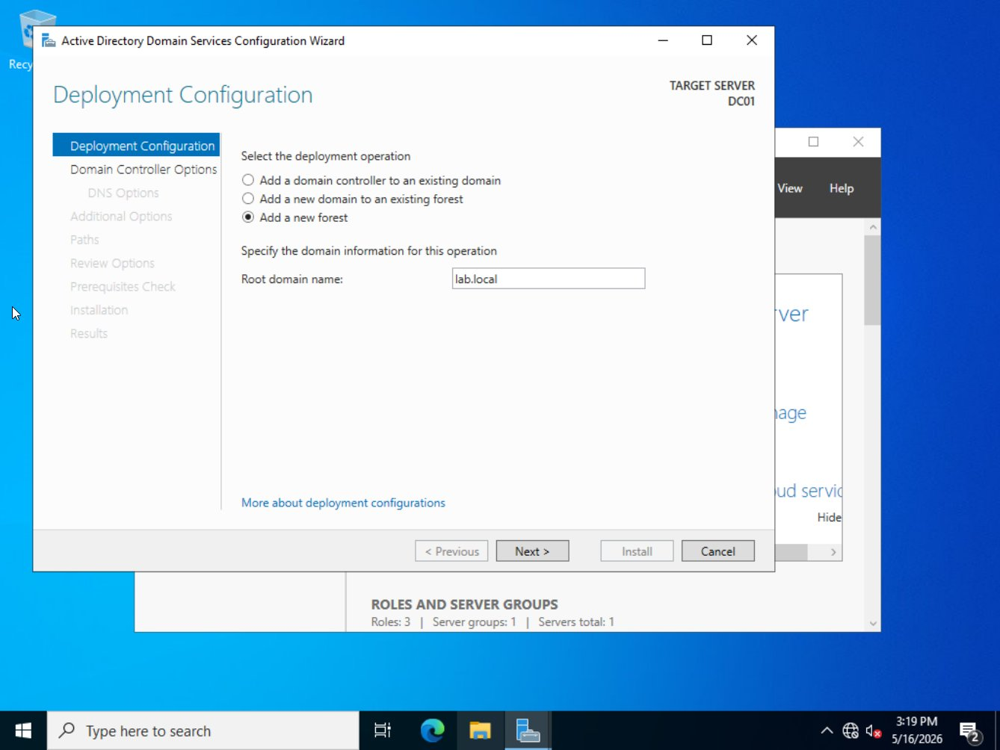 Recy
Active Directory Domain Services Configuration Wizard
Deployment Configuration
TARGET SERVER
DC01
Deployment Configuration
Domain Controller Options
DNS Options
Additional Options
Paths
Review Options
Prerequisites Check
Installation
Results
Select the deployment operation
Add a domain controller to an existing domain
Add a new domain to an existing forest
Add a new forest
Specify the domain information for this operation
Root domain name: lab.local
More about deployment configurations
< Previous Next > Install Cancel
View Help
ver
nage
oud servic
Hide
ROLES AND SERVER GROUPS
Roles: 3 | Server groups: 1 | Servers total: 1
Type here to search
3:19 PM
5/16/2026
2